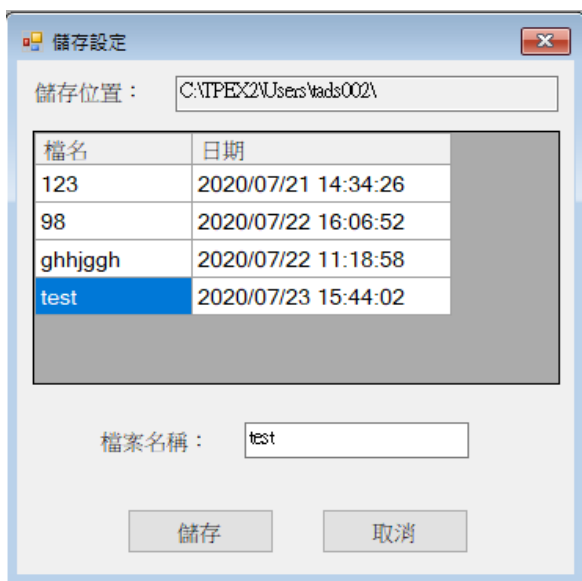 儲存設定
儲存位置： C:\TPEX2\Users\tads002\
檔名 日期
123 2020/07/21 14:34:26
98 2020/07/22 16:06:52
ghhjggh 2020/07/22 11:18:58
test 2020/07/23 15:44:02
檔案名稱： test
儲存 取消